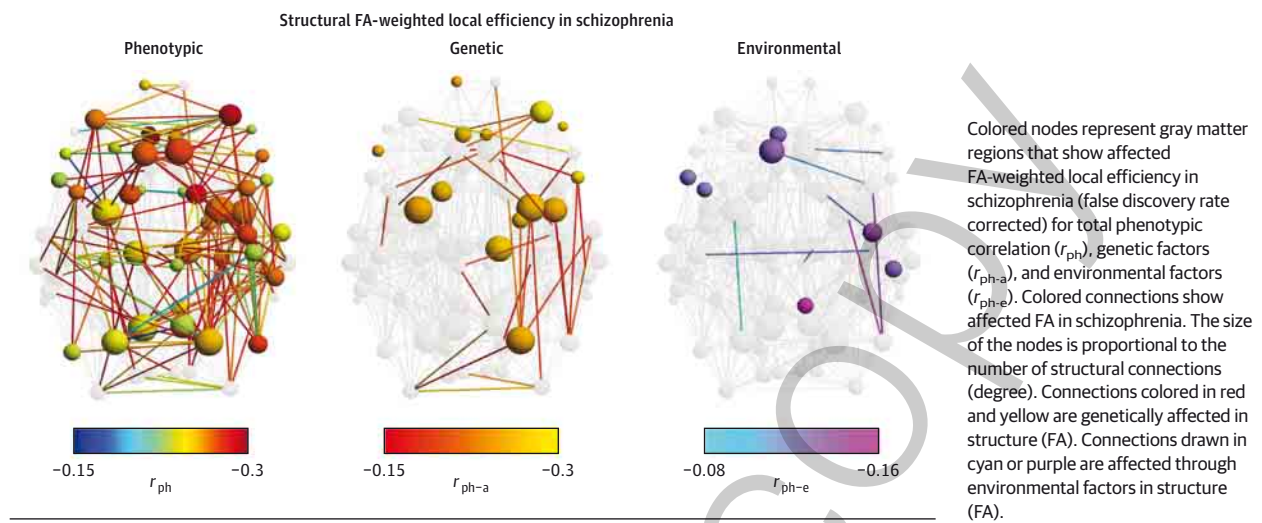 Structural FA-weighted local efficiency in schizophrenia
Phenotypic
Genetic
Environmental
−0.15
−0.3
r ph
−0.15
−0.3
r ph-a
−0.08
−0.16
r ph-e
Colored nodes represent gray matter
regions that show affected
FA-weighted local efficiency in
schizophrenia (false discovery rate
corrected) for total phenotypic
correlation (rph), genetic factors
(rph-a), and environmental factors
(rph-e). Colored connections show
affected FA in schizophrenia. The size
of the nodes is proportional to the
number of structural connections
(degree). Connections colored in red
and yellow are genetically affected in
structure (FA). Connections drawn in
cyan or purple are affected through
environmental factors in structure
(FA).
copy